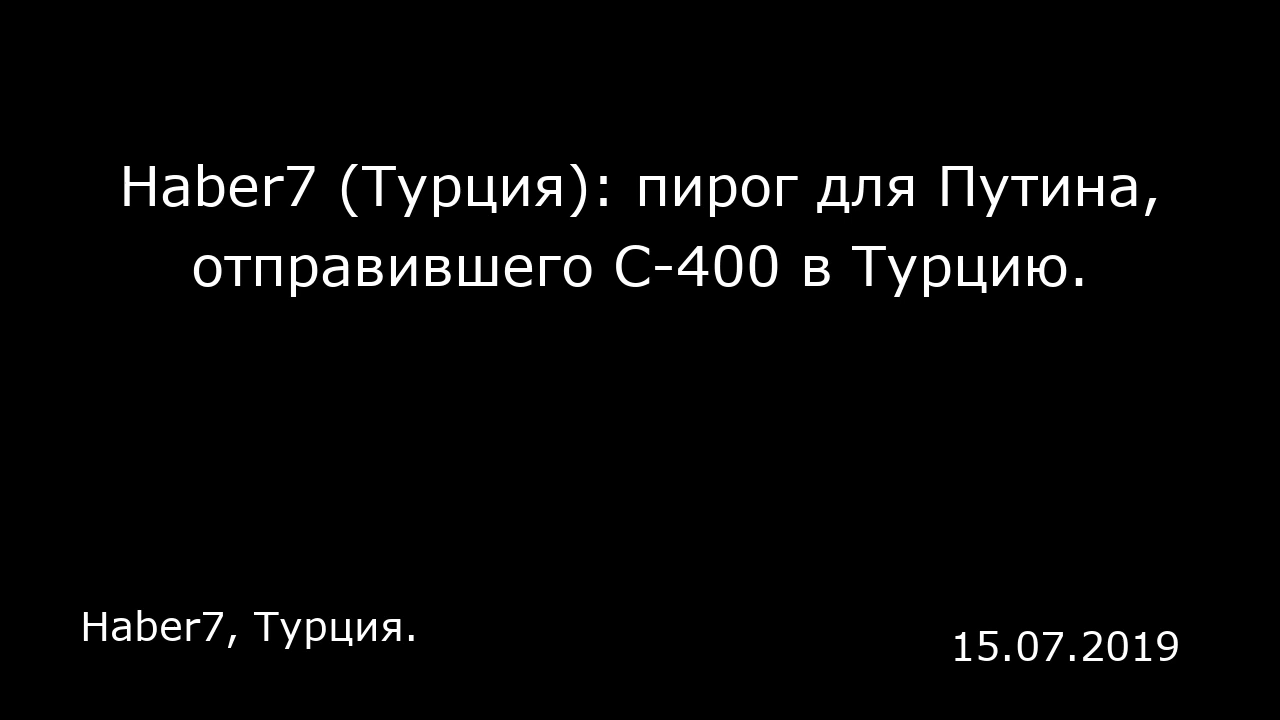 Haber7 (Турция): пирог для Путина,
отправившего С-400 в Турцию.
Haber7, Турция.
15.07.2019